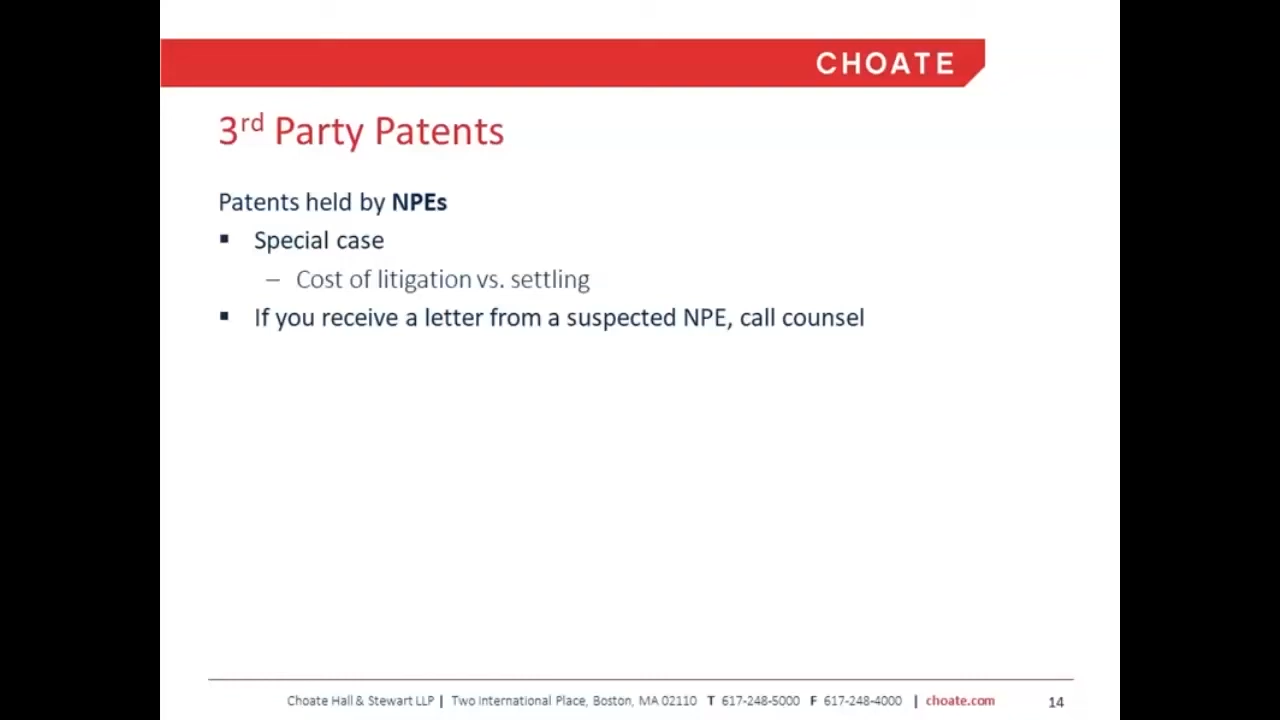 CHOATE
3rd Party Patents
Patents held by NPEs
▪ Special case
– Cost of litigation vs. settling
▪ If you receive a letter from a suspected NPE, call counsel
Choate Hall & Stewart LLP | Two International Place, Boston, MA 02110 T 617-248-5000 F 617-248-4000 | choate.com 14